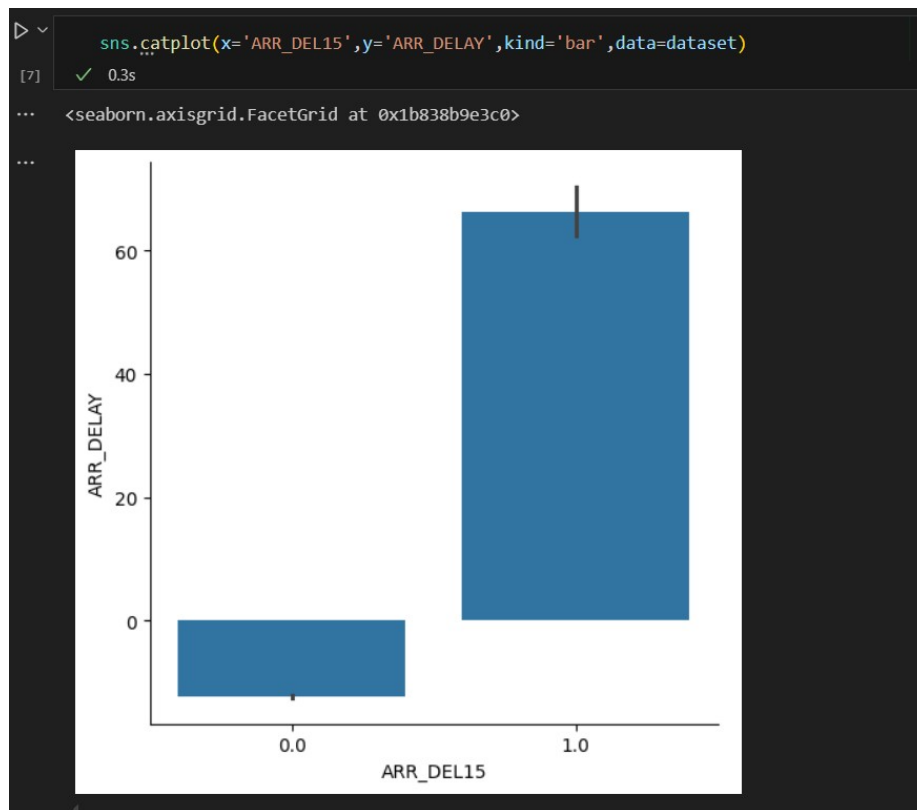 sns.catplot(x='ARR_DEL15',y='ARR_DELAY',kind='bar',data=dataset)
[7]
0.3s
...
<seaborn.axisgrid.FacetGrid at 0x1b838b9e3c0>
...
60
40
20
0
ARR_DELAY
0.0
1.0
ARR_DEL15